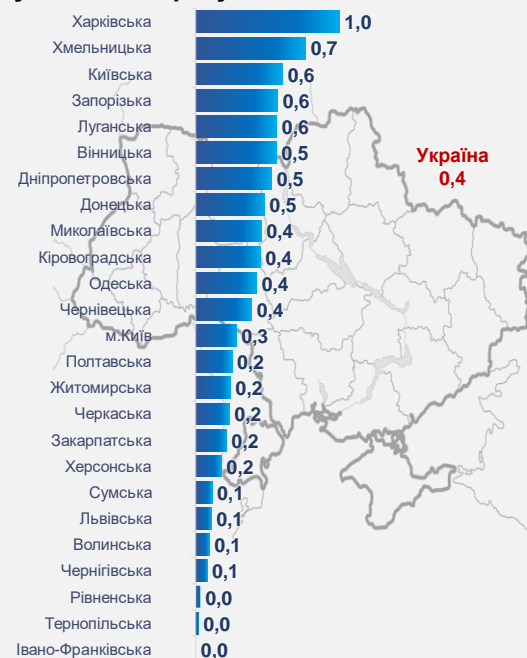 Харківська 1,0
Хмельницька 0,7
Київська 0,6
Запорізька 0,6
Луганська 0,6
Вінницька 0,5
Україна
Дніпропетровська 0,5
0,4
Донецька 0,5
Миколаївська 0,4
Кіровоградська 0,4
Одеська 0,4
Чернівецька 0,4
м.Київ 0,3
Полтавська 0,2
Житомирська 0,2
Черкаська 0,2
Закарпатська 0,2
Херсонська 0,2
Сумська 0,1
Львівська 0,1
Волинська 0,1
Чернігівська 0,1
Рівненська 0,0
Тернопільська 0,0
Івано-Франківська 0,0